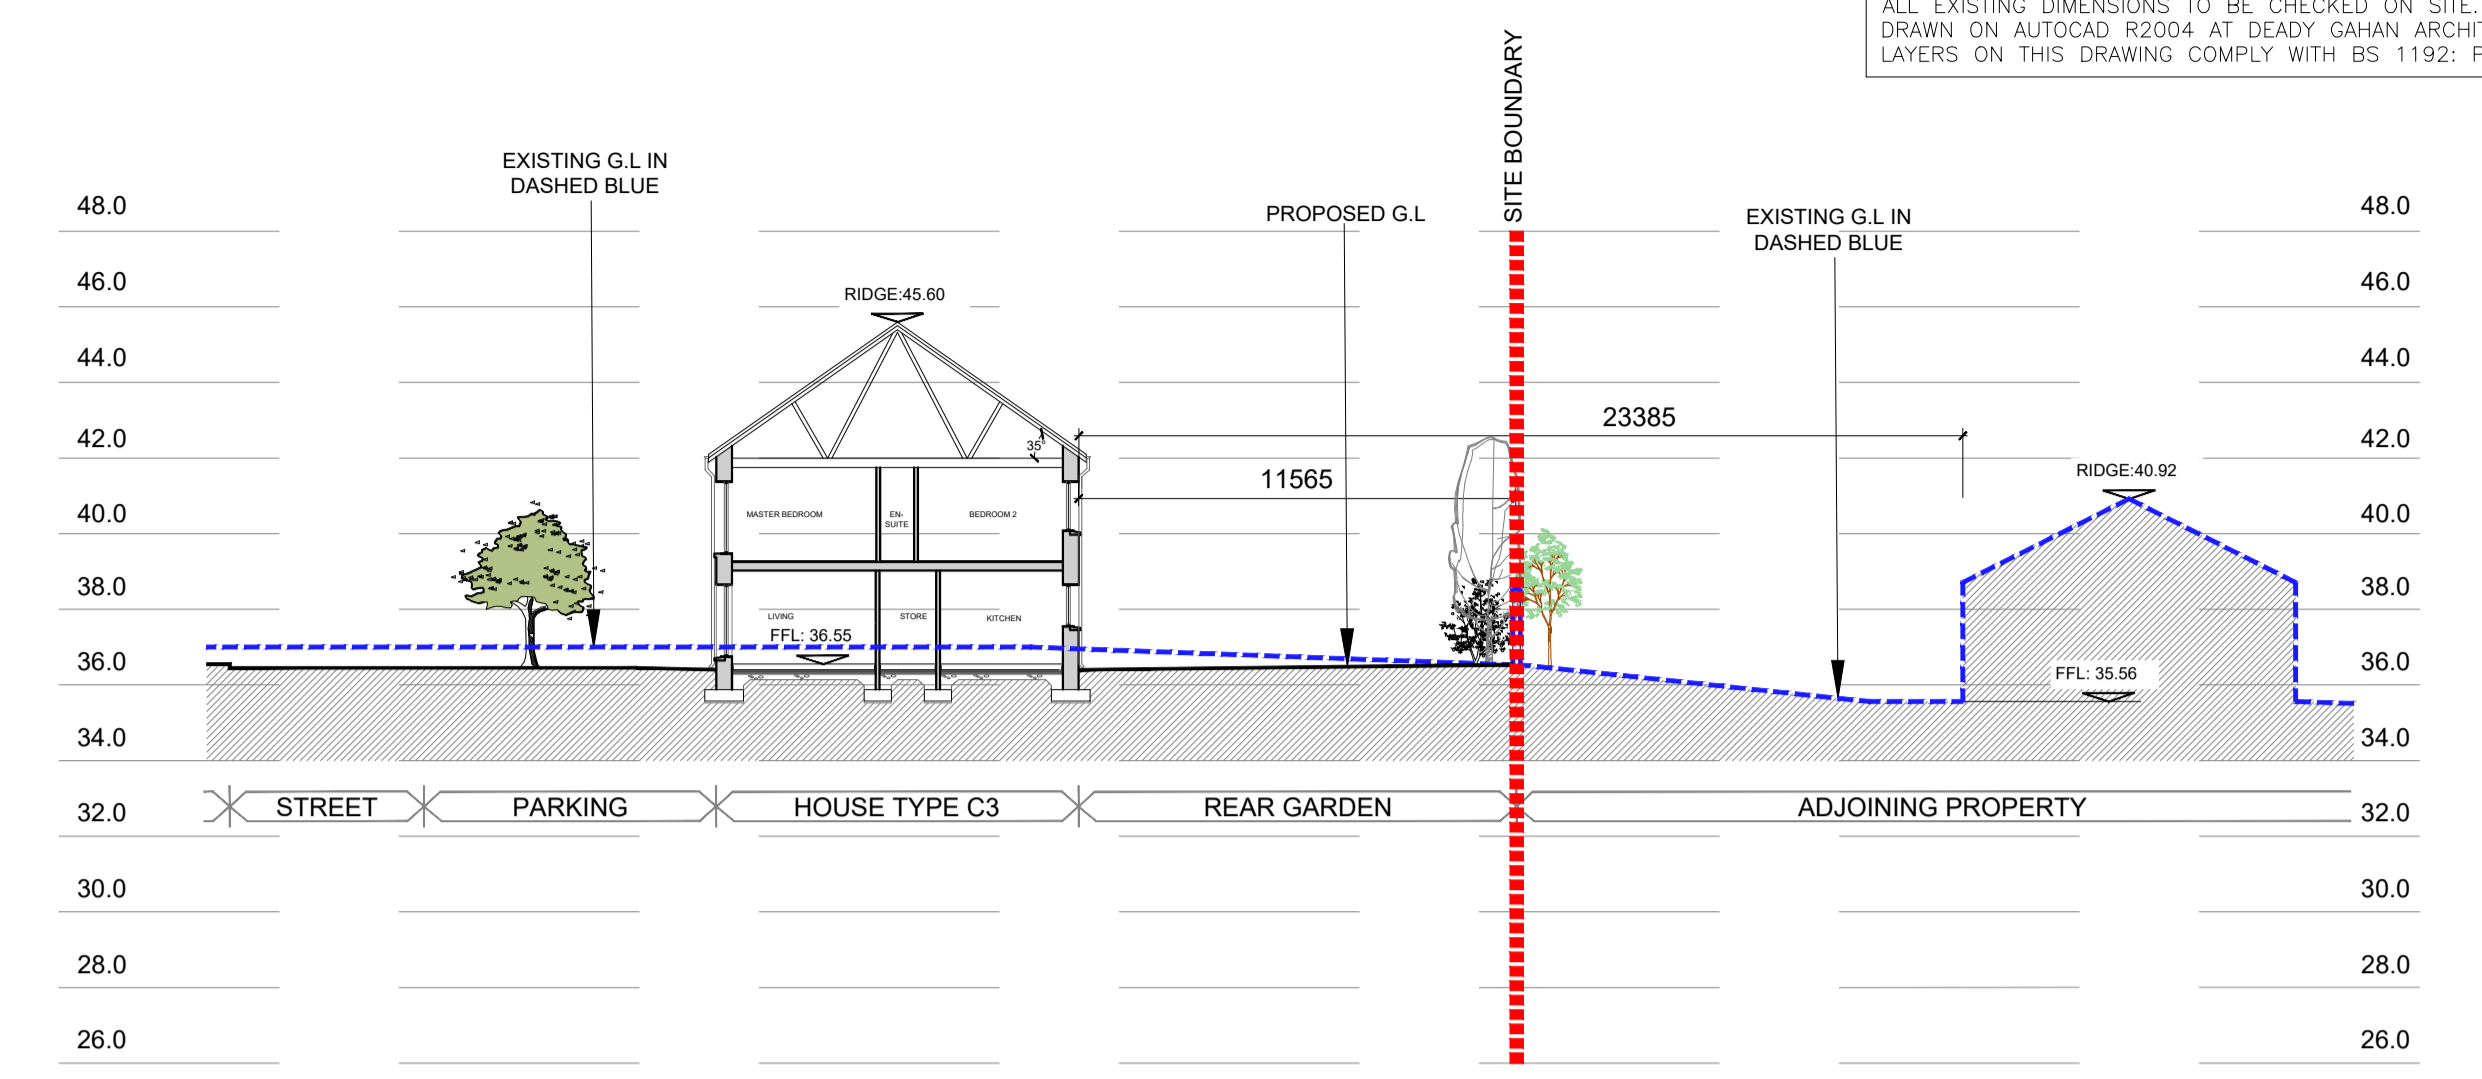 ALL EXISTING DIMENSIONS TO BE CHECKED ON SITE.
DRAWN ON AUTOCAD R2004 AT DEADY GAHAN
LAYERS ON THIS DRAWING COMPLY WITH BS 1192:
SITE BOUNDARY
EXISTING G.L IN
DASHED BLUE
PROPOSED G.L
EXISTING G.L IN
DASHED BLUE
48.0
48.0
46.0
RIDGE:45.60
46.0
44.0
44.0
42.0
35°
23385
42.0
11565
RIDGE:40.92
40.0
MASTER BEDROOM
EN-
SUITE
BEDROOM 2
40.0
38.0
38.0
LIVING
STORE
KITCHEN
FFL: 36.55
36.0
36.0
FFL: 35.56
34.0
34.0
32.0
STREET
PARKING
HOUSE TYPE C3
REAR GARDEN
ADJOINING PROPERTY
32.0
30.0
30.0
28.0
28.0
26.0
26.0